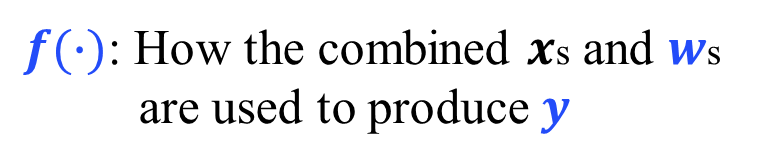 f(·): How the combined xs and ws
are used to produce y